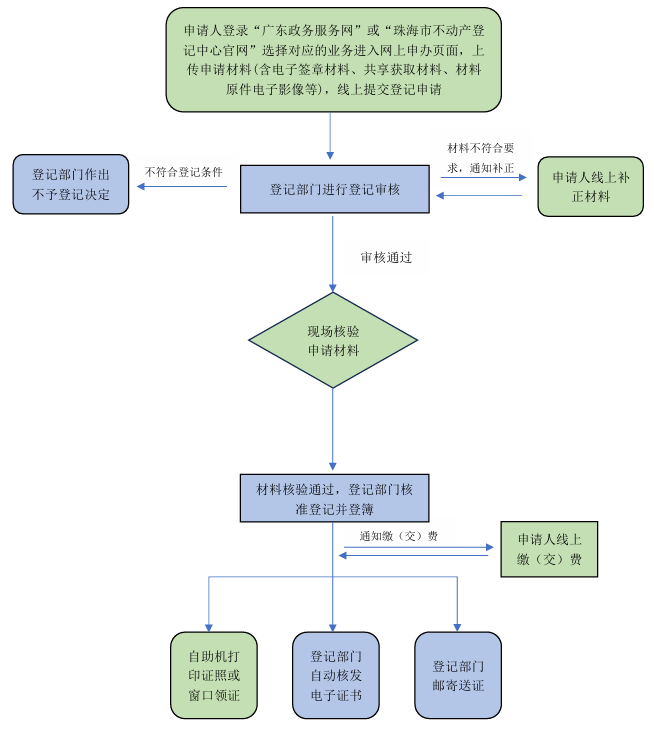 申请人登录“广东政务服务网”或“珠海市不动产登
记中心官网”选择对应的业务进入网上申办页面，上
传申请材料(含电子签章材料、共享获取材料、材料
原件电子影像等)，线上提交登记申请
登记部门作出
不予登记决定
不符合登记条件
登记部门进行登记审核
材料不符合要
求，通知补正
申请人线上补
正材料
审核通过
现场核验
申请材料
材料核验通过，登记部门核
准登记并登簿
通知缴（交）费
申请人线上
缴（交）费
自助机打
印证照或
窗口领证
登记部门
自动核发
电子证书
登记部门
邮寄送证